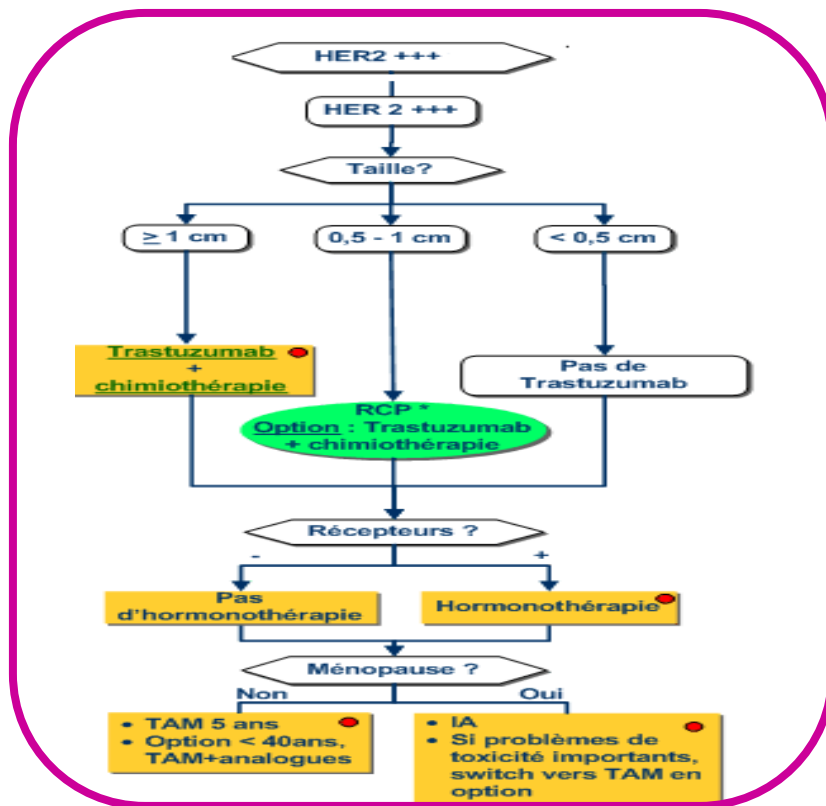 HER2 +++
HER 2 +++
Taille?
≥ 1 cm
0,5 - 1 cm
< 0,5 cm
Trastuzumab
+
chimiothérapie
Pas de
Trastuzumab
RCP *
Option : Trastuzumab
+ chimiothérapie
Récepteurs ?
-
+
Pas
d'hormonothérapie
Hormonothérapie
Ménopause ?
Non
Oui
• TAM 5 ans
• Option < 40ans,
TAM+analogues
• IA
• Si problèmes de
toxicité importants,
switch vers TAM en
option